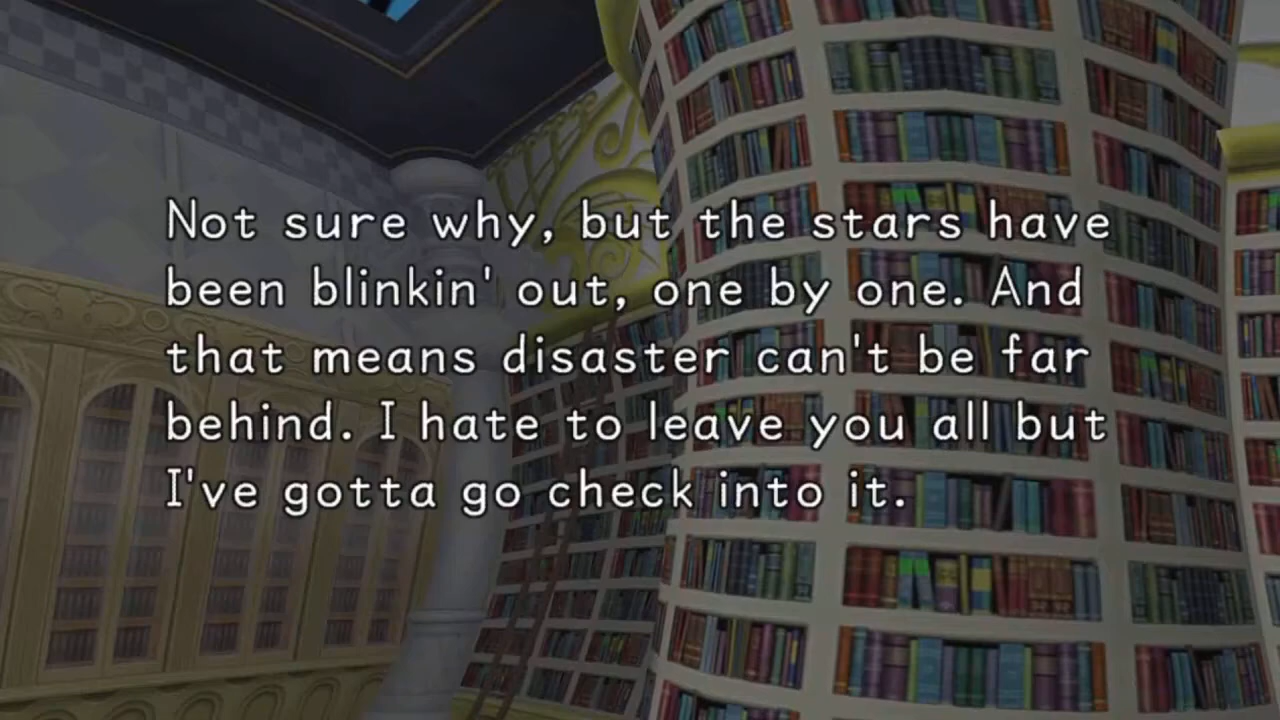 Not sure why, but the stars have
been blinkin' out, one by one. And
that means disaster can't be far
behind. I hate to leave you all but
I've gotta go check into it.